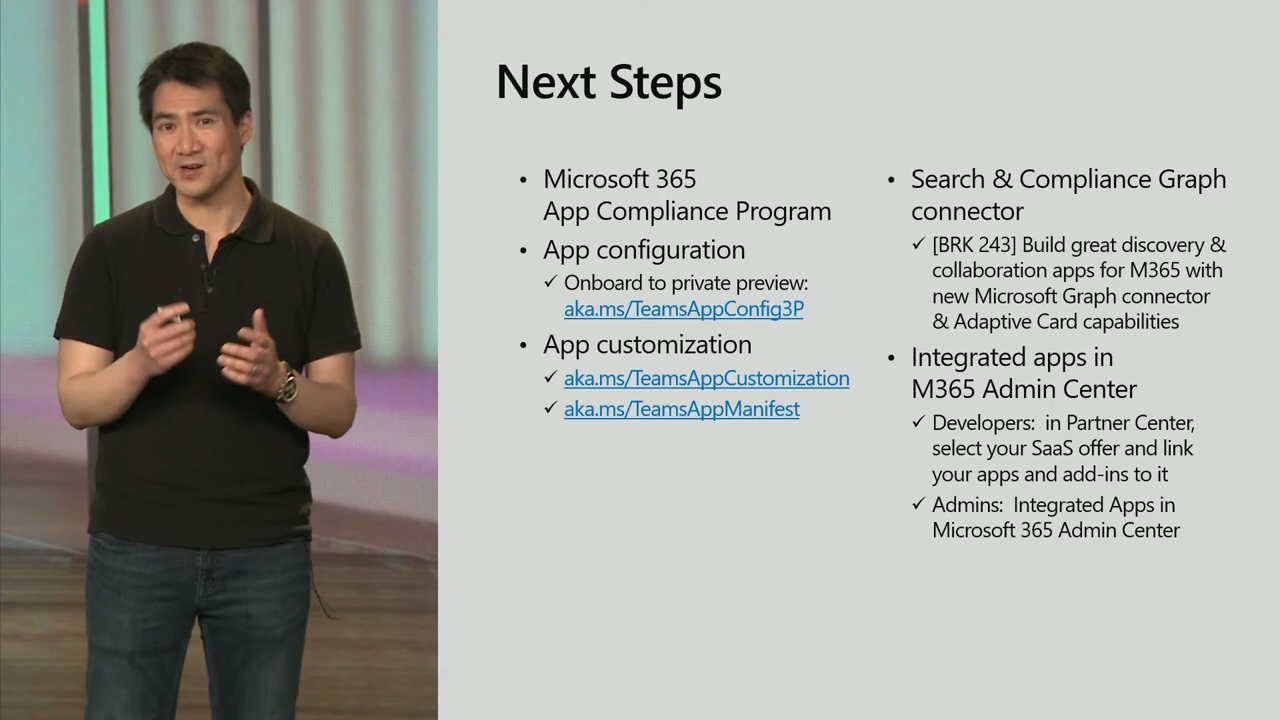 Next Steps
• Microsoft 365
App Compliance Program
• App configuration
✓ Onboard to private preview:
aka.ms/TeamsAppConfig3P
• App customization
✓ aka.ms/TeamsAppCustomization
✓ aka.ms/TeamsAppManifest
• Search & Compliance Graph
connector
✓ [BRK 243] Build great discovery &
collaboration apps for M365 with
new Microsoft Graph connector
& Adaptive Card capabilities
• Integrated apps in
M365 Admin Center
✓ Developers:  in Partner Center,
select your SaaS offer and link
your apps and add-ins to it
✓ Admins:  Integrated Apps in
Microsoft 365 Admin Center